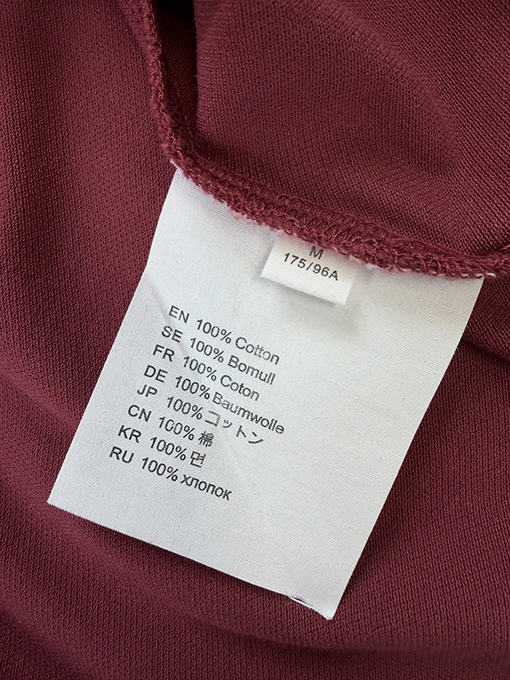 M
175/96A
EN 100% Cotton
SE 100% Bomull
FR 100% Coton
DE 100% Baumwolle
JP 100% コットン
CN 100% 棉
KR 100% 면
RU 100% хлопок